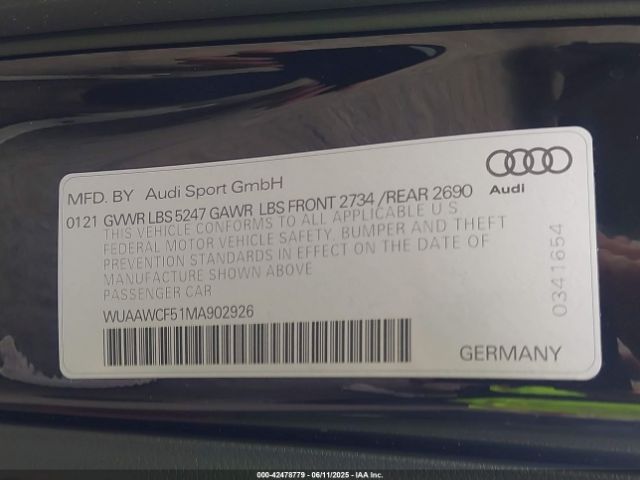 MFD. BY Audi Sport GmbH
Audi
0121 GVWR LBS 5247 GAWR LBS FRONT 2734 /REAR 2690
THIS VEHICLE CONFORMS TO ALL APPLICABLE U S
FEDERAL MOTOR VEHICLE SAFETY, BUMPER AND THEFT
PREVENTION STANDARDS IN EFFECT ON THE DATE OF
MANUFACTURE SHOWN ABOVE
PASSENGER CAR
WUAAWCF51MA902926
0341654
GERMANY
000-42478779 - 06/11/2025 - IAA Inc.